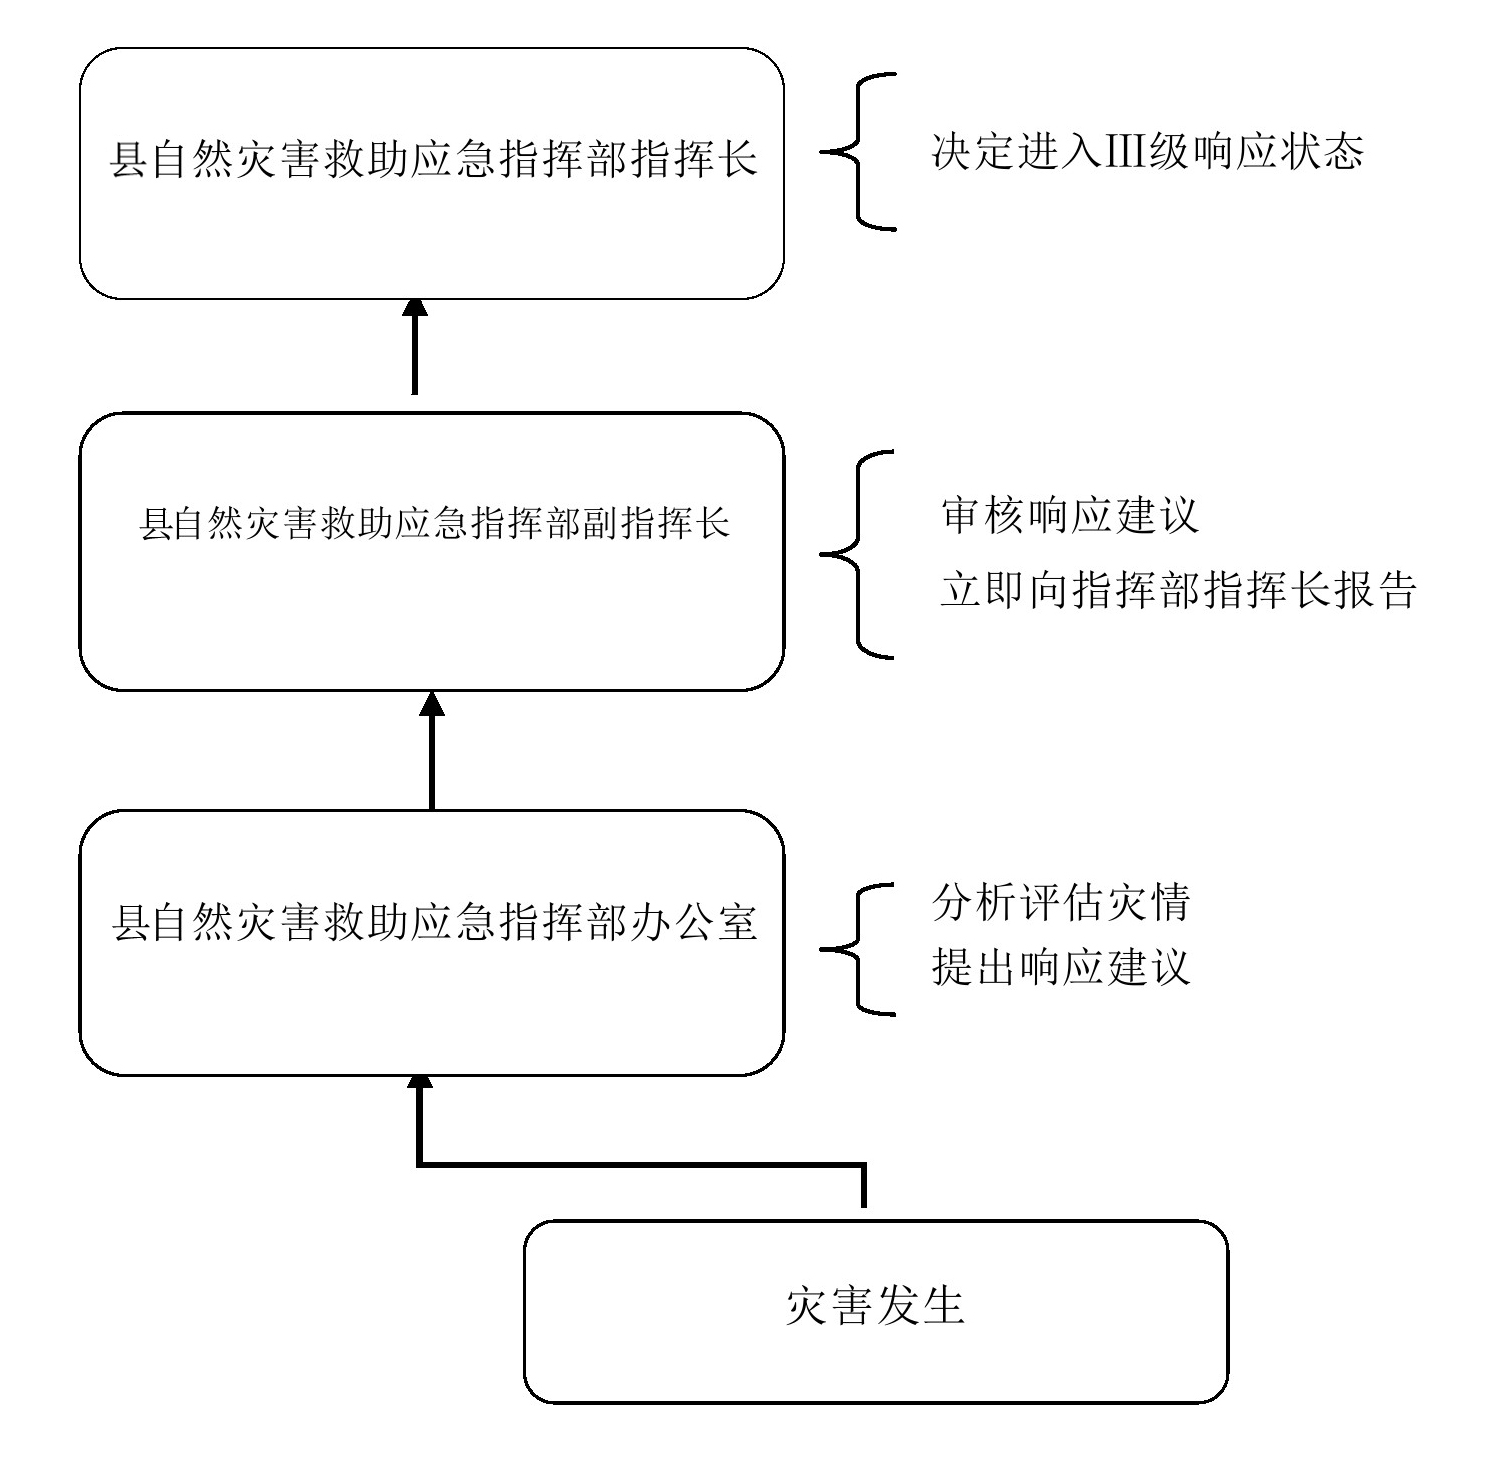 县自然灾害救助应急指挥部指挥长
决定进入Ⅲ级响应状态
县自然灾害救助应急指挥部副指挥长
审核响应建议
立即向指挥部指挥长报告
县自然灾害救助应急指挥部办公室
分析评估灾情
提出响应建议
灾害发生